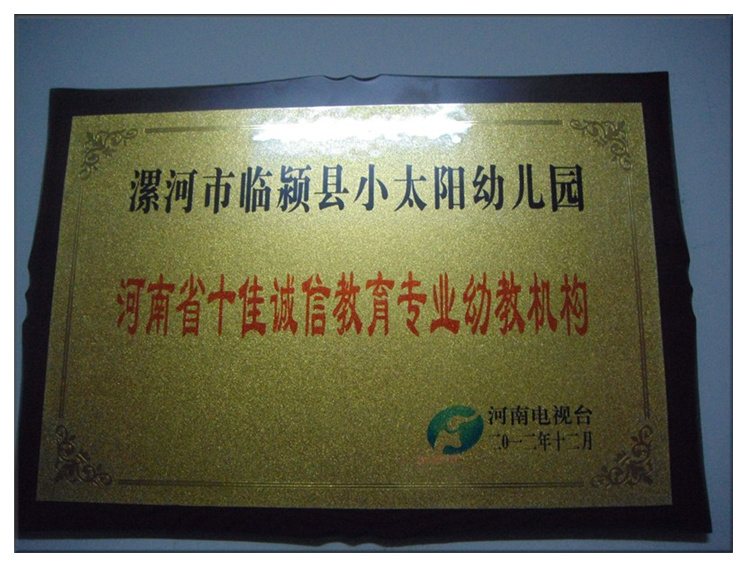 漯河市临颍县小太阳幼儿园
河南省十佳诚信教育专业幼教机构
河南电视台
二0一二年十二月